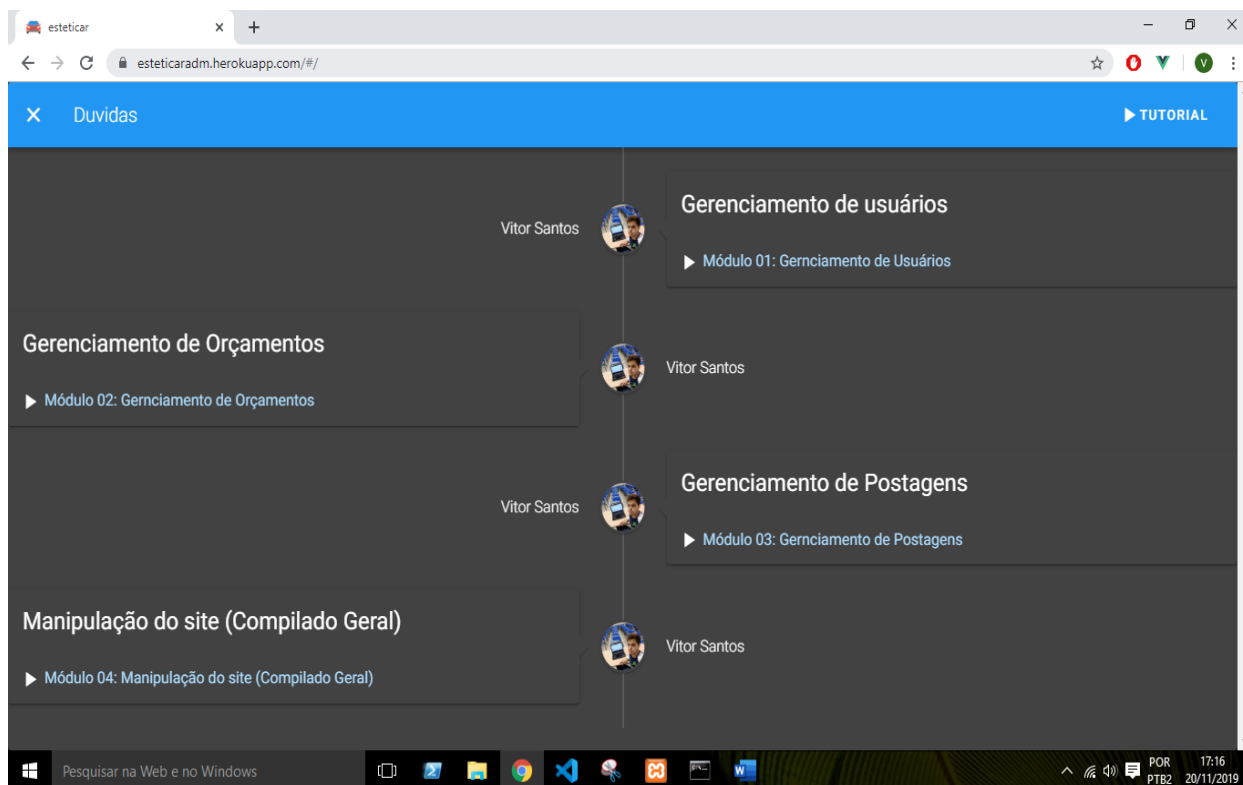 esteticar
esteticaradm.herokuapp.com/#/
V
Duvidas
TUTORIAL
Vitor Santos
Gerenciamento de usuários
Módulo 01: Gernciamento de Usuários
Gerenciamento de Orçamentos
Módulo 02: Gernciamento de Orçamentos
Vitor Santos
Vitor Santos
Gerenciamento de Postagens
Módulo 03: Gernciamento de Postagens
Manipulação do site (Compilado Geral)
Módulo 04: Manipulação do site (Compilado Geral)
Vitor Santos
Pesquisar na Web e no Windows
POR
PTB2
17:16
20/11/2019